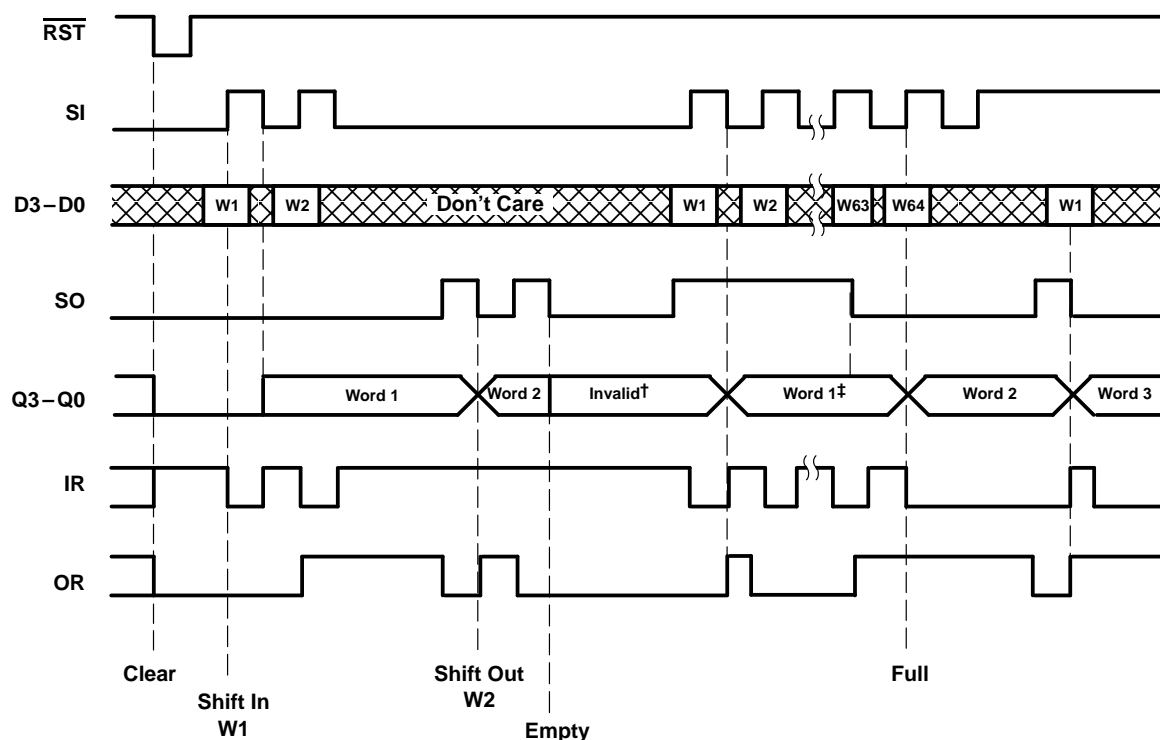 RST
SI
D3–D0
W1
W2
Don't Care
W1
W2
W63
W64
W1
SO
Q3–Q0
Word 1
Word 2
Invalid†
Word 1‡
Word 2
Word 3
IR
OR
Clear
Shift Out
W2
Full
Shift In
W1
Empty